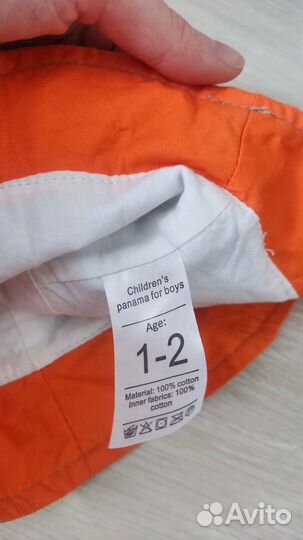 Children's
panama for boys
Age:
1-2
Material: 100% cotton
Inner fabrics: 100%
cotton
Avito